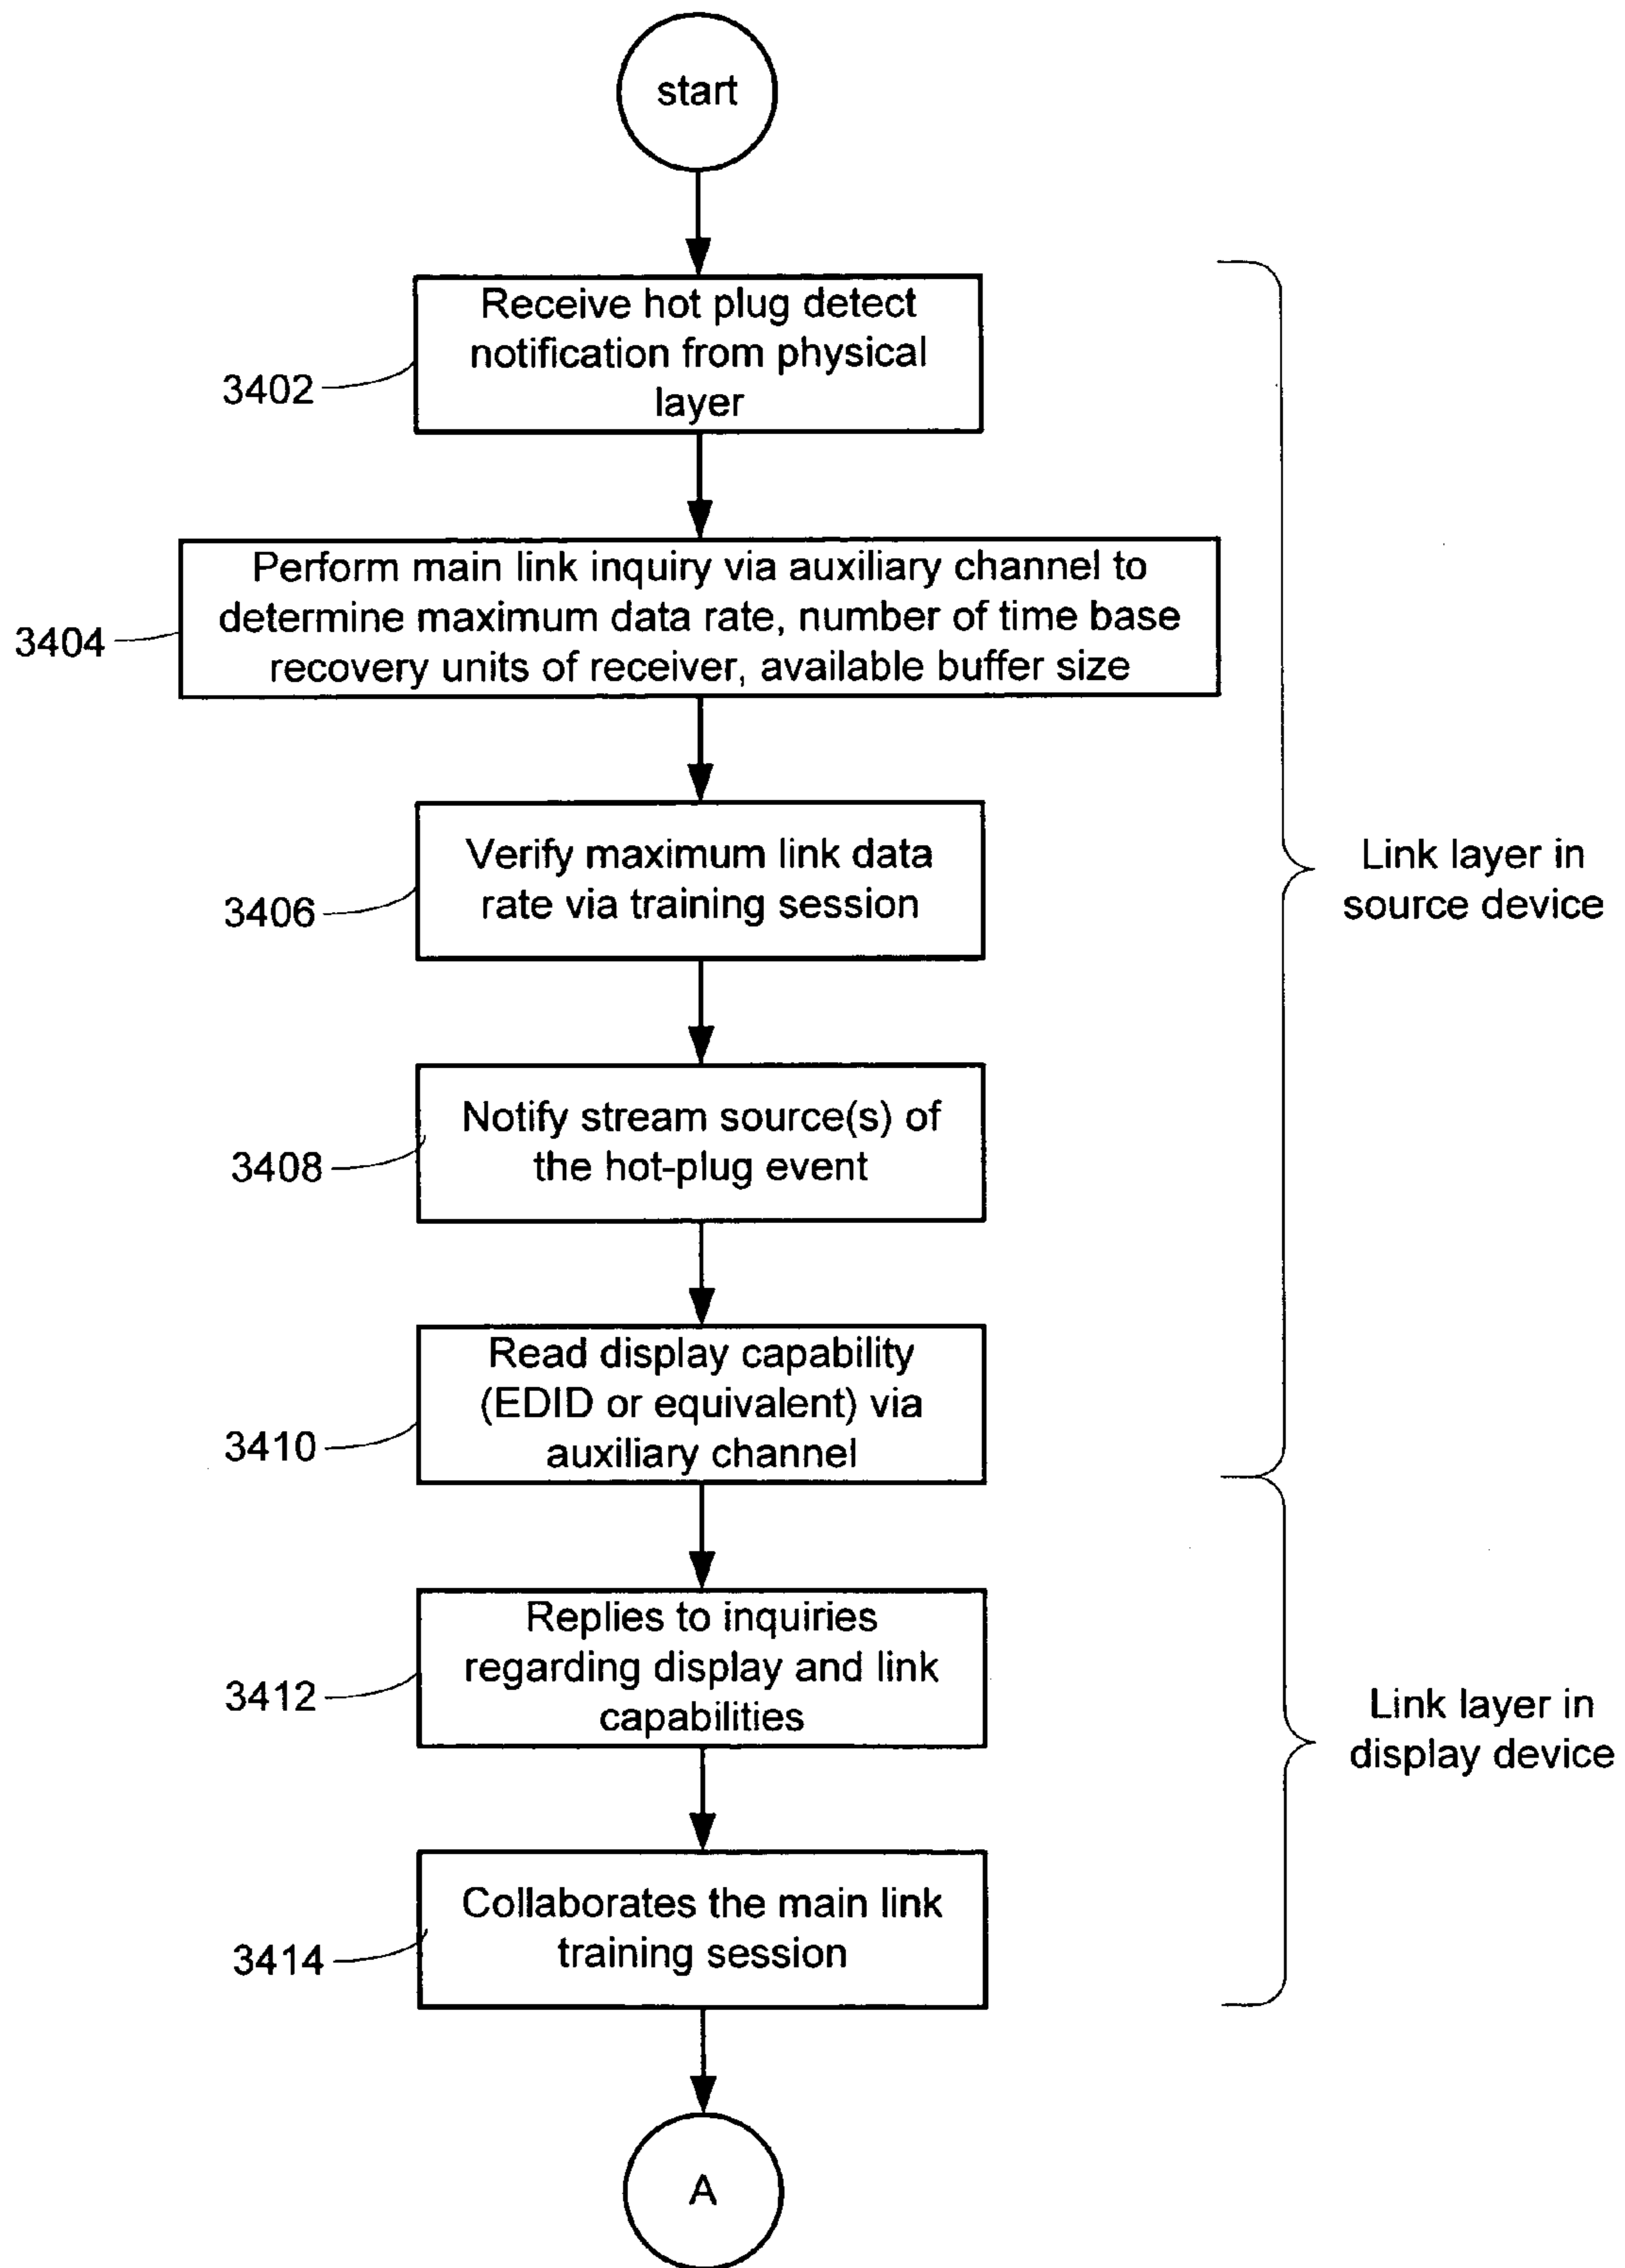 start
Receive hot plug detect
notification from physical
layer
3402
Perform main link inquiry via auxiliary channel to
determine maximum data rate, number of time base
recovery units of receiver, available buffer size
3404
Verify maximum link data
rate via training session
3406
Link layer in
source device
Notify stream source(s) of
the hot-plug event
3408
Read display capability
(EDID or equivalent) via
auxiliary channel
3410
Replies to inquiries
regarding display and link
capabilities
3412
Link layer in
display device
Collaborates the main link
training session
3414
A